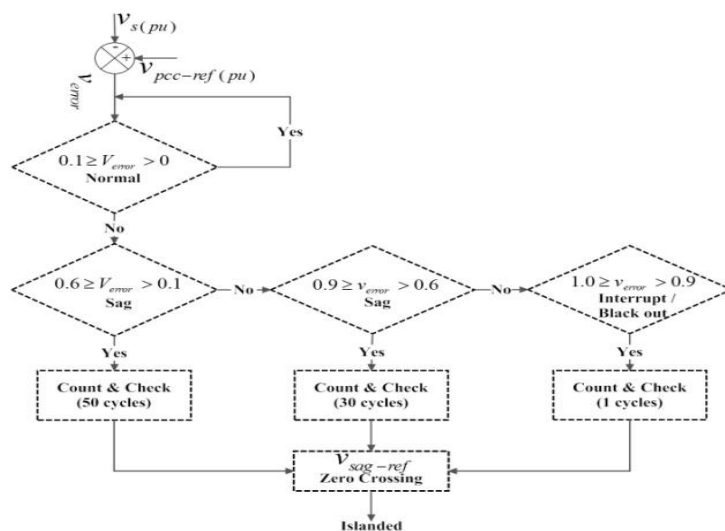 v s(pu)
-
+
v pcc-ref(pu)
v error
Yes
0.1 ≥ V error > 0
Normal
No
0.6 ≥ V error > 0.1
Sag
No
0.9 ≥ v error > 0.6
Sag
No
1.0 ≥ v error > 0.9
Interrupt /
Black out
Yes
Yes
Yes
Count & Check
(50 cycles)
Count & Check
(30 cycles)
Count & Check
(1 cycles)
v sag-ref
Zero Crossing
Islanded